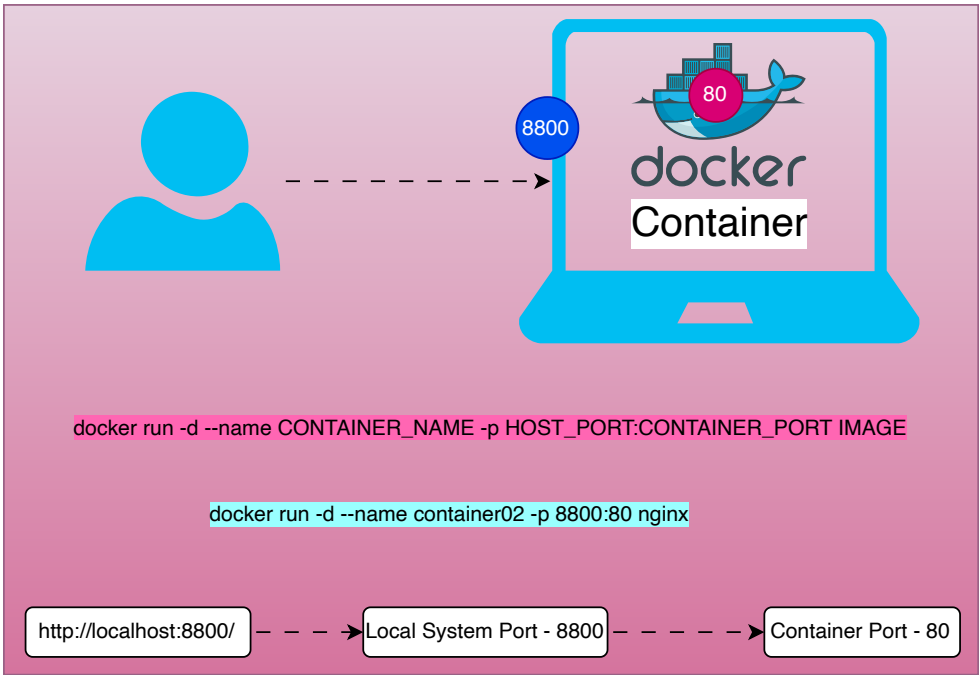 80
8800
docker
Container
docker run -d --name CONTAINER_NAME -p HOST_PORT:CONTAINER_PORT IMAGE
docker run -d --name container02 -p 8800:80 nginx
http://localhost:8800/
Local System Port - 8800
Container Port - 80